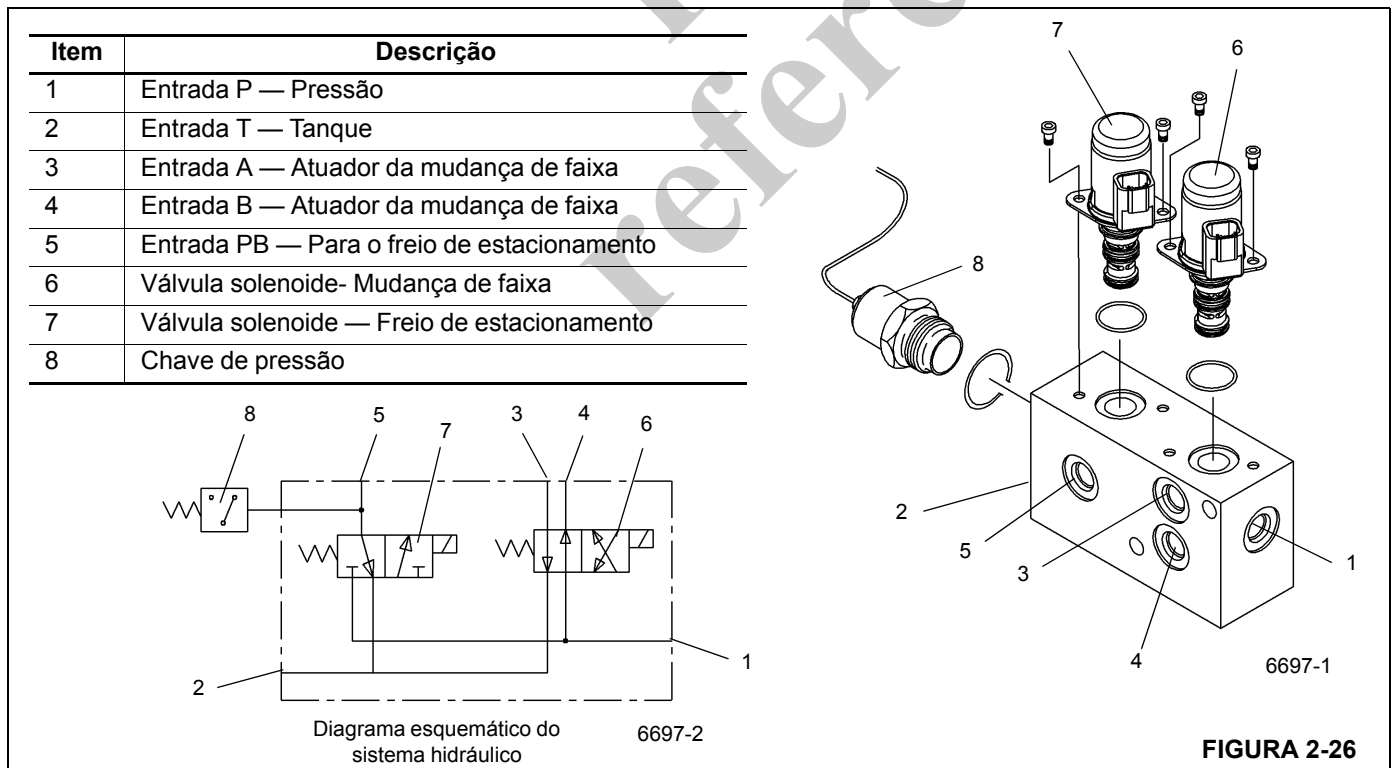 Item Descrição
1 Entrada P — Pressão
2 Entrada T — Tanque
3 Entrada A — Atuador da mudança de faixa
4 Entrada B — Atuador da mudança de faixa
5 Entrada PB — Para o freio de estacionamento
6 Válvula solenoide- Mudança de faixa
7 Válvula solenoide — Freio de estacionamento
8 Chave de pressão
8 5 7 3 4 6
1
2
Diagrama esquemático do
sistema hidráulico
6697-2
7
6
8
2
5
3
4
1
6697-1
FIGURA 2-26